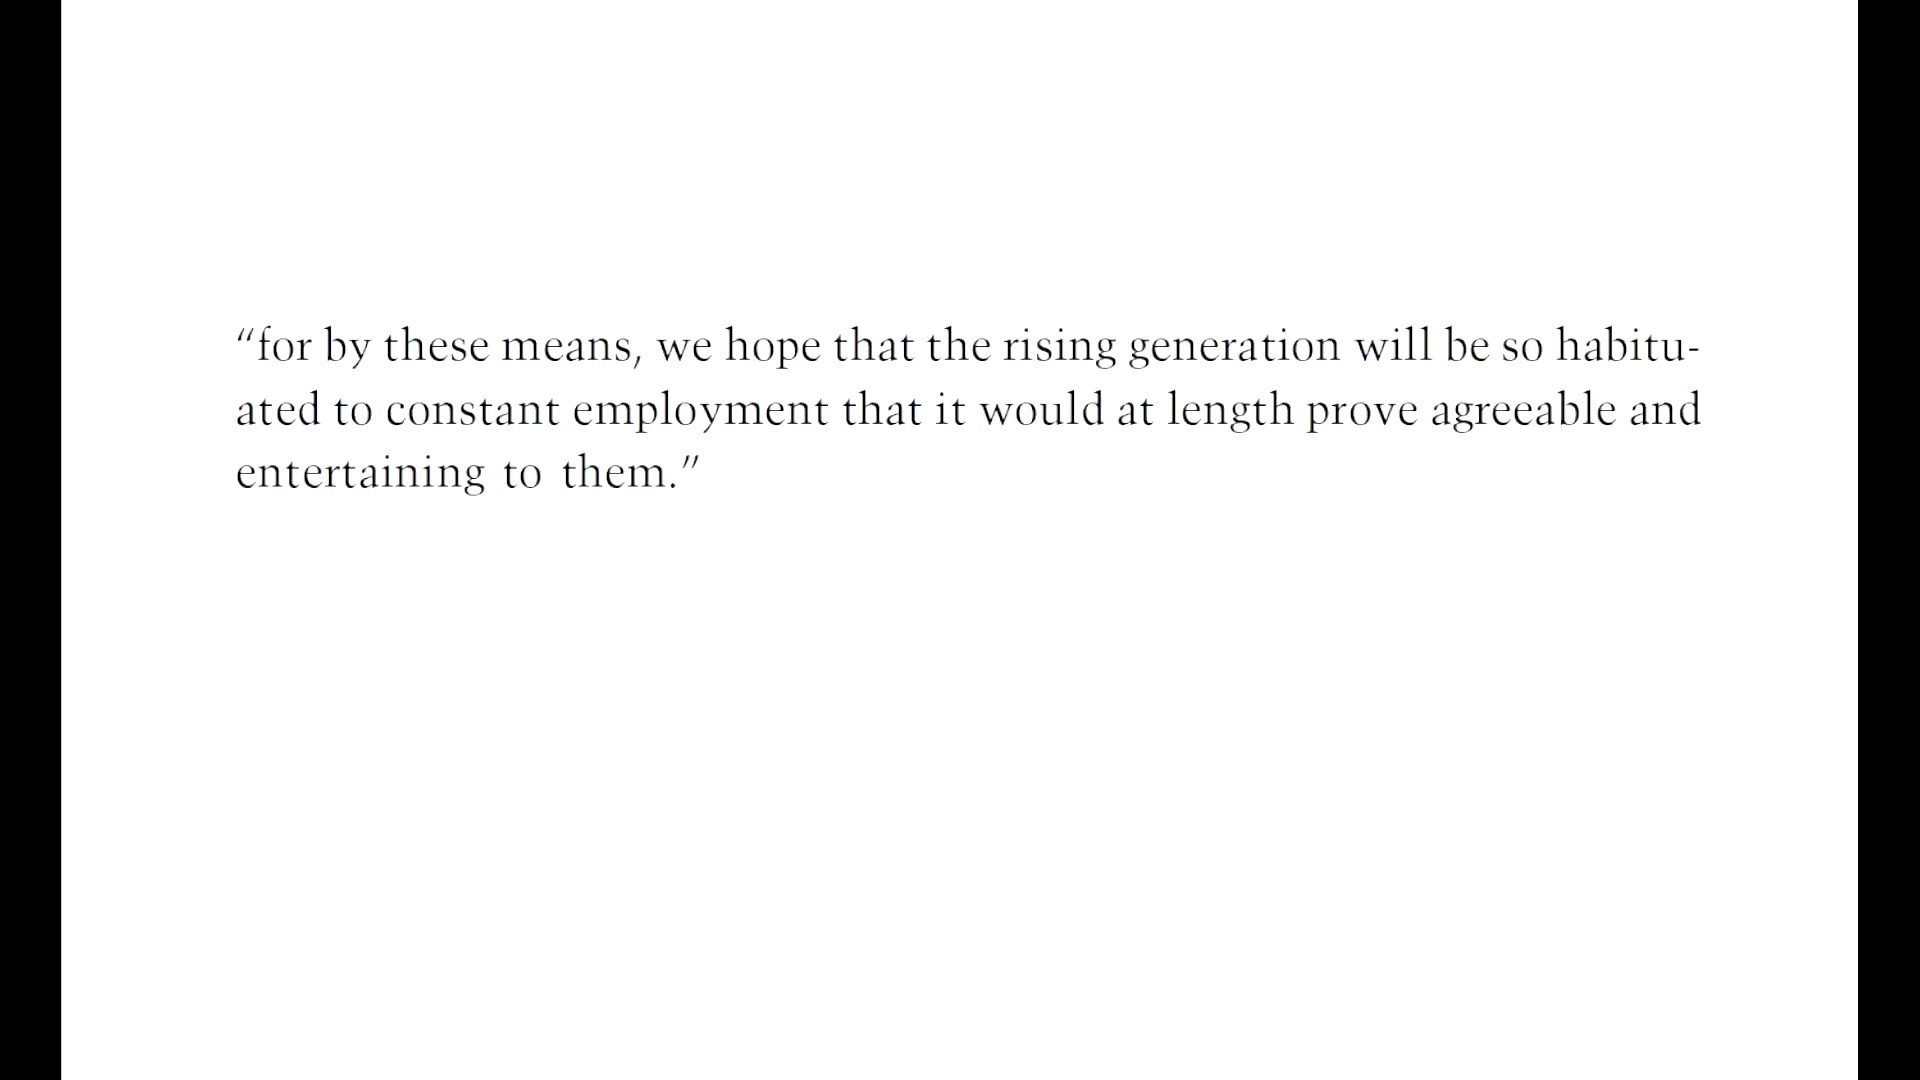 “for by these means, we hope that the rising generation will be so habitu-
ated to constant employment that it would at length prove agreeable and
entertaining to them.”